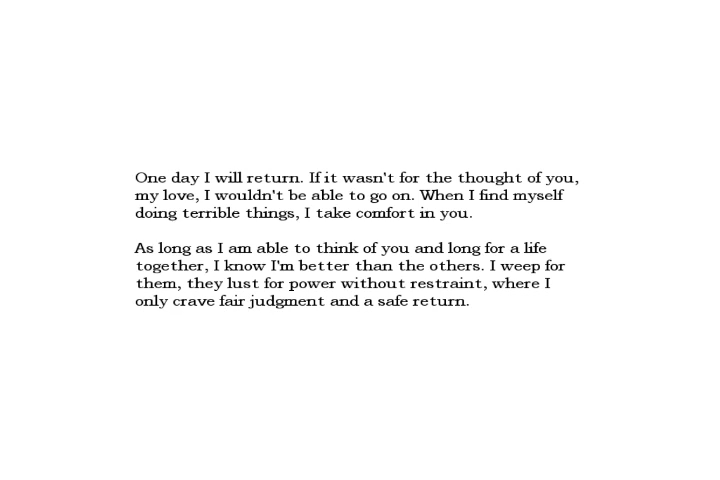 One day I will return. If it wasn't for the thought of you,
my love, I wouldn't be able to go on. When I find myself
doing terrible things, I take comfort in you.
As long as I am able to think of you and long for a life
together, I know I'm better than the others. I weep for
them, they lust for power without restraint, where I
only crave fair judgment and a safe return.